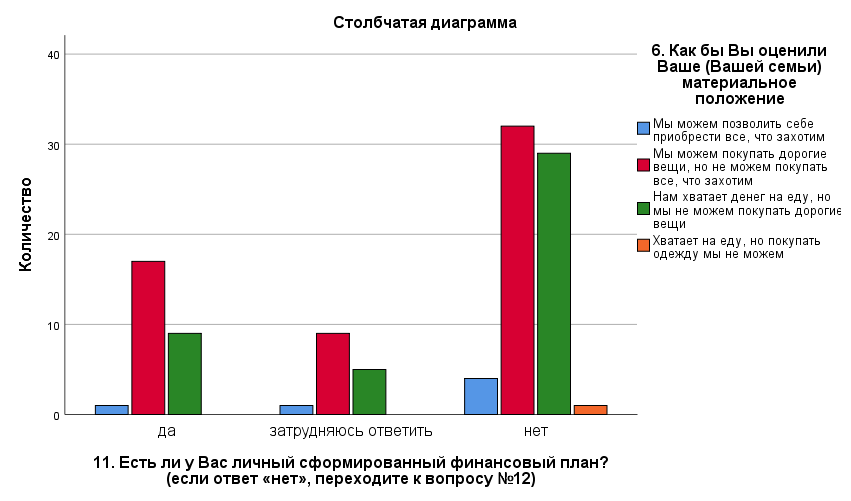 Столбчатая диаграмма
40
30
20
10
0
Количество
да
затрудняюсь ответить
нет
11. Есть ли у Вас личный сформированный финансовый план?
(если ответ «нет», переходите к вопросу №12)
6. Как бы Вы оценили
Ваше (Вашей семьи)
материальное
положение
Мы можем позволить себе
приобрести все, что захотим
Мы можем покупать дорогие
вещи, но не можем покупать
все, что захотим
Нам хватает денег на еду, но
мы не можем покупать дорогие
вещи
Хватает на еду, но покупать
одежду мы не можем